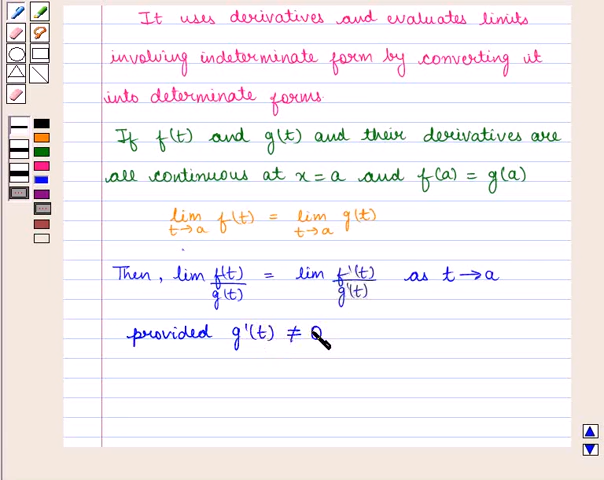 It uses derivatives and evaluates limits
involving indeterminate form by converting it
into determinate forms.
If f(t) and g(t) and their derivatives are
all continuous at x = a and f(a) = g(a)
lim t→a f(t) = lim t→a g(t)
Then, lim f(t)/g(t) = lim f'(t)/g'(t) as t → a
provided g'(t) ≠ 0